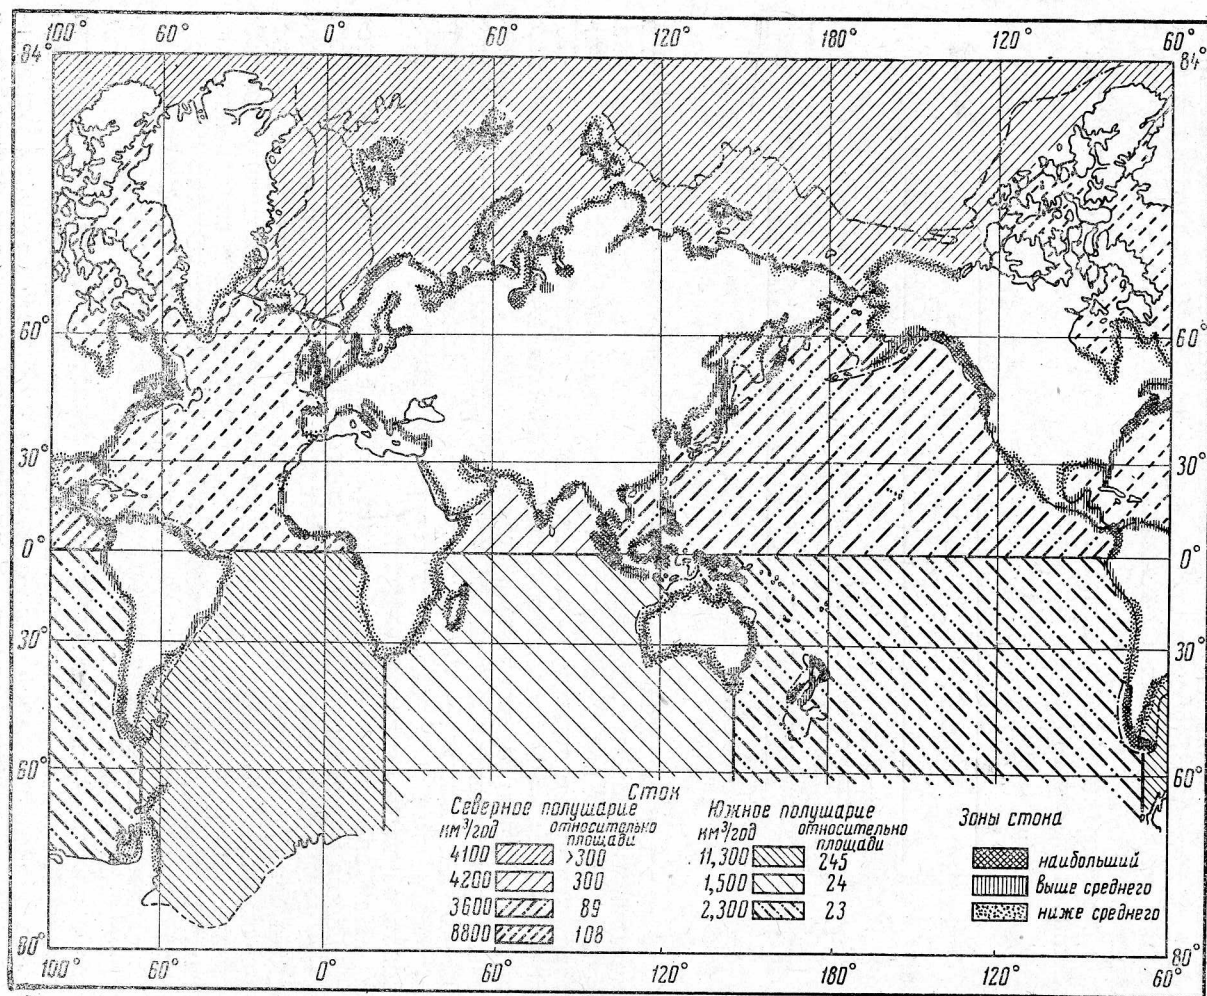 100° 60° 0° 60° 120° 180° 120° 60°
84° 84°
60° 60°
30° 30°
0° 0°
30° 30°
60° 60°
Сток
Северное полушарие Южное полушарие Зоны стока
км³/год относительно площади км³/год относительно площади
4100 >300 11,300 245 наибольший
4200 300 1,500 24 выше среднего
3600 89 2,300 23 ниже среднего
8800 108
80° 80°
100° 60° 0° 60° 120° 180° 120° 60°